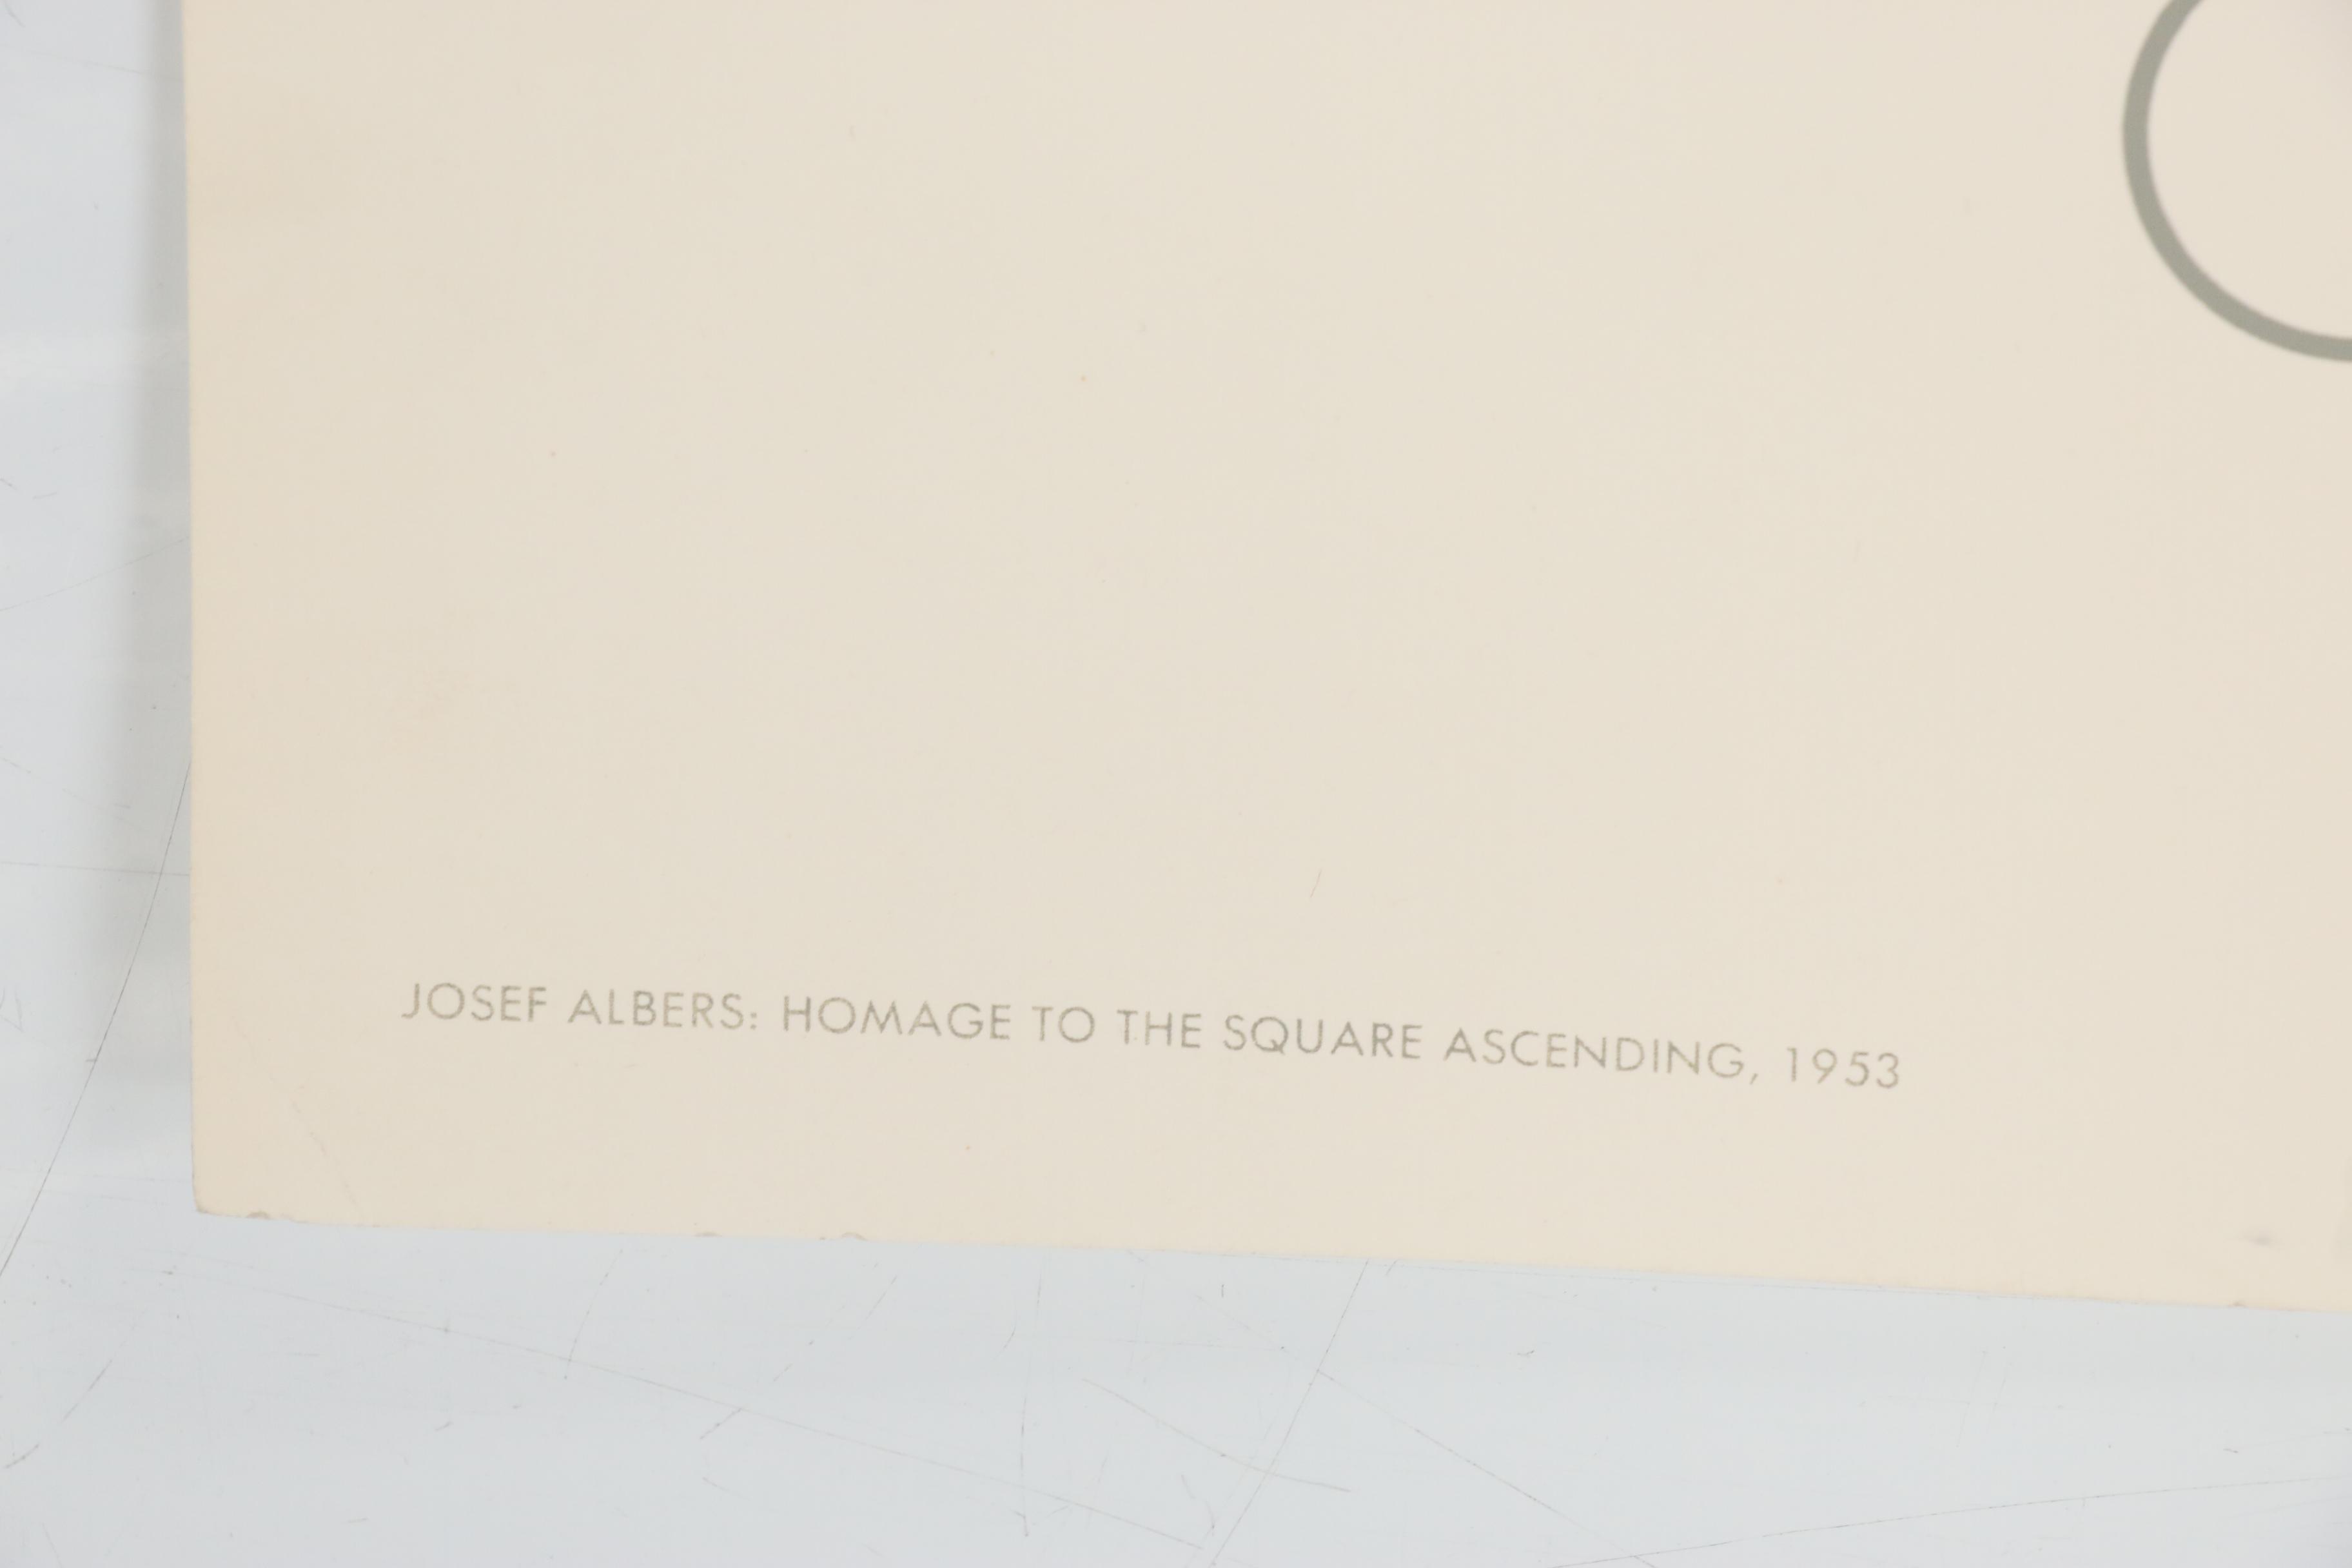 JOSEF ALBERS: HOMAGE TO THE SQUARE ASCENDING, 1953